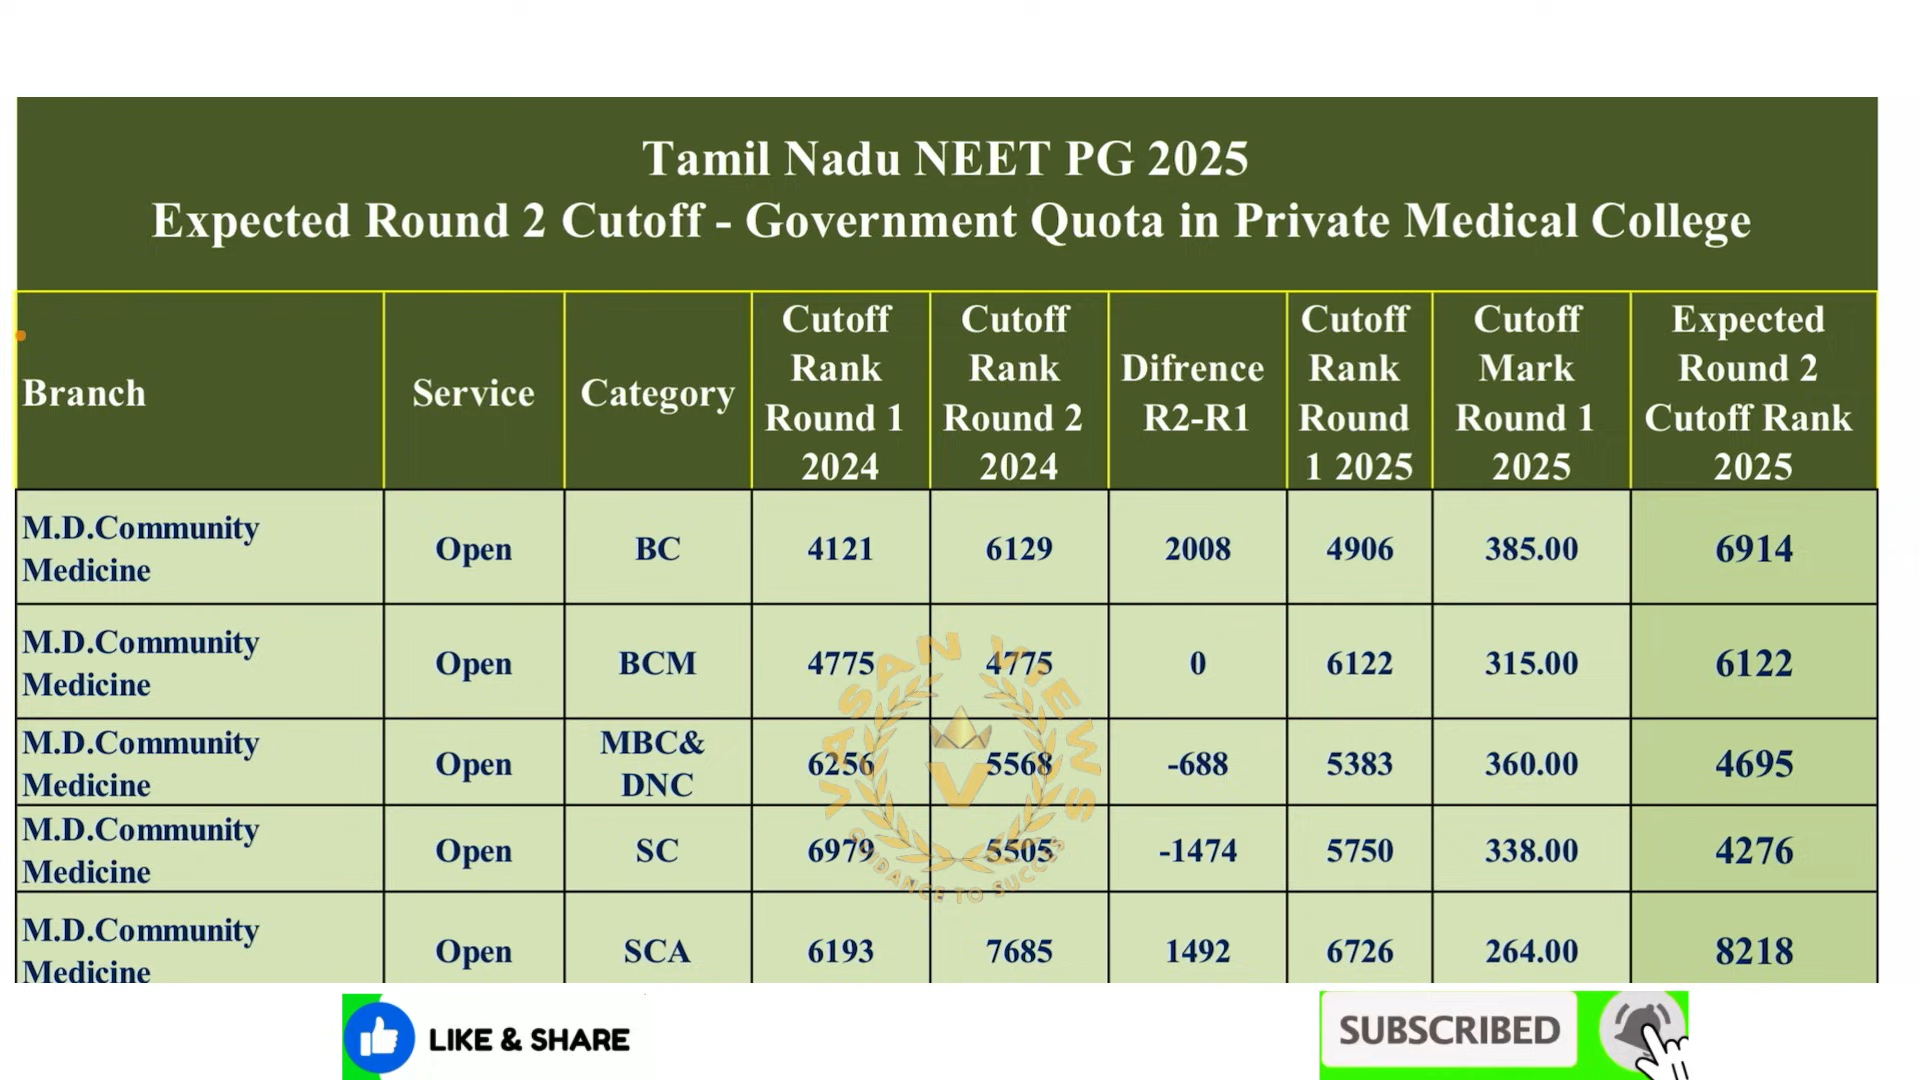 Tamil Nadu NEET PG 2025
Expected Round 2 Cutoff - Government Quota in Private Medical College
Branch
Service
Category
Cutoff
Rank
Round 1
2024
Cutoff
Rank
Round 2
2024
Difrence
R2-R1
Cutoff
Rank
Round
1 2025
Cutoff
Mark
Round 1
2025
Expected
Round 2
Cutoff Rank
2025
M.D.Community
Medicine
Open
BC
4121
6129
2008
4906
385.00
6914
M.D.Community
Medicine
Open
BCM
4775
4775
0
6122
315.00
6122
M.D.Community
Medicine
Open
MBC&
DNC
6256
5568
-688
5383
360.00
4695
M.D.Community
Medicine
Open
SC
6979
5505
-1474
5750
338.00
4276
M.D.Community
Medicine
Open
SCA
6193
7685
1492
6726
264.00
8218
VASAN VIEWS
V
GUIDANCE TO SUCCESS
LIKE & SHARE
SUBSCRIBED